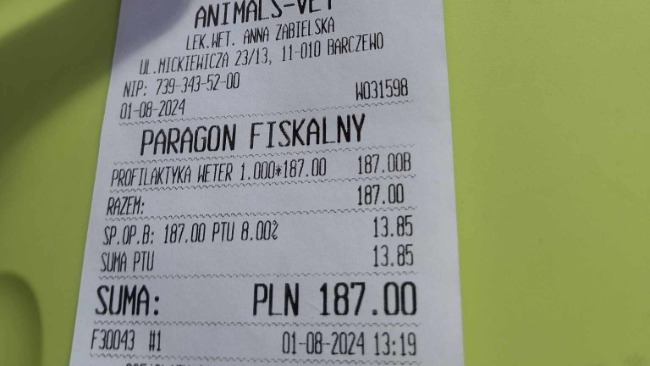 ANIMALS-VET
LEK.WET. ANNA ZABIELSKA
UL.MICKIEWICZA 23/13, 11-010 BARCZEWO
NIP: 739-343-52-00
01-08-2024 W031598
PARAGON FISKALNY
PROFILAKTYKA WETER 1.000*187.00 187.00B
RAZEM: 187.00
SP.OP.B: 187.00 PTU 8.00% 13.85
SUMA PTU 13.85
SUMA: PLN 187.00
F30043 #1 01-08-2024 13:19